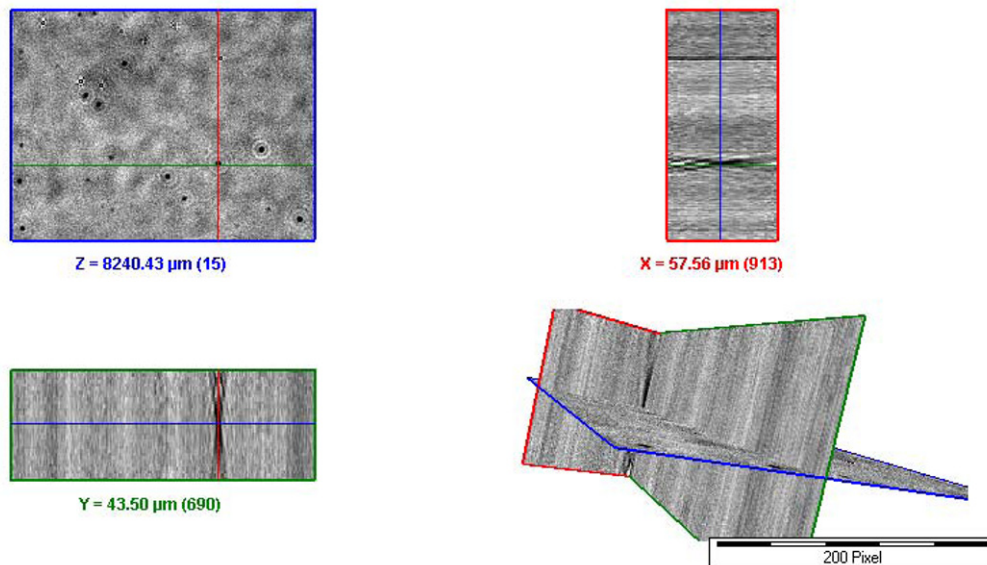 Z = 8240.43 µm (15)
X = 57.56 µm (913)
Y = 43.50 µm (690)
200 Pixel